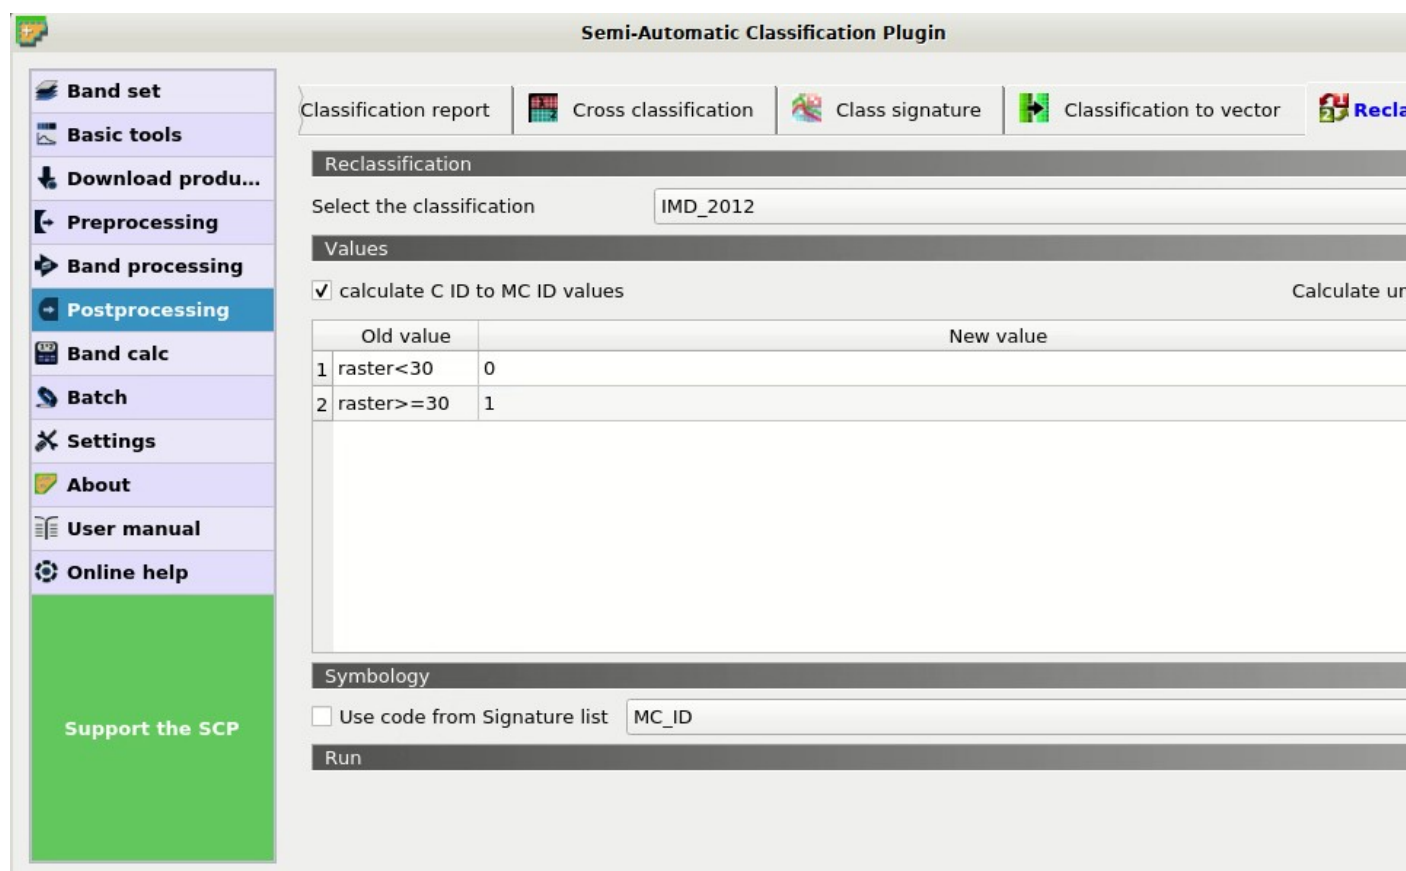 Semi-Automatic Classification Plugin
Band set
Basic tools
Download produ...
Preprocessing
Band processing
Postprocessing
Band calc
Batch
Settings
About
User manual
Online help
Support the SCP
Classification report Cross classification Class signature Classification to vector Recla
Reclassification
Select the classification IMD_2012
Values
calculate C ID to MC ID values Calculate un
Old value New value
1 raster<30 0
2 raster>=30 1
Symbology
Use code from Signature list MC_ID
Run